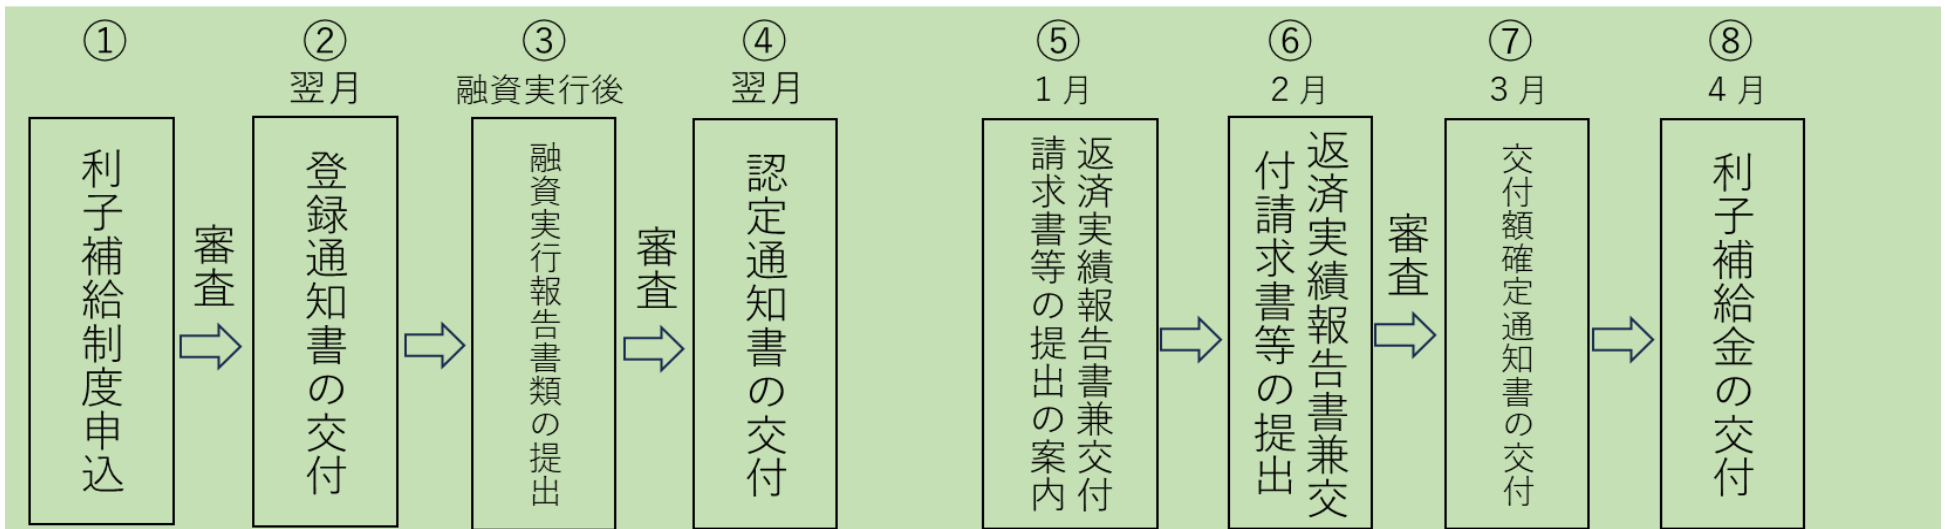 ①
利子補給制度申込
審査
②
翌月
登録通知書の交付
③
融資実行後
融資実行報告書類の提出
審査
④
翌月
認定通知書の交付
⑤
1月
返済実績報告書兼交付
請求書等の提出の案内
⑥
2月
返済実績報告書兼交
付請求書等の提出
審査
⑦
3月
交付額確定通知書の交付
⑧
4月
利子補給金の交付